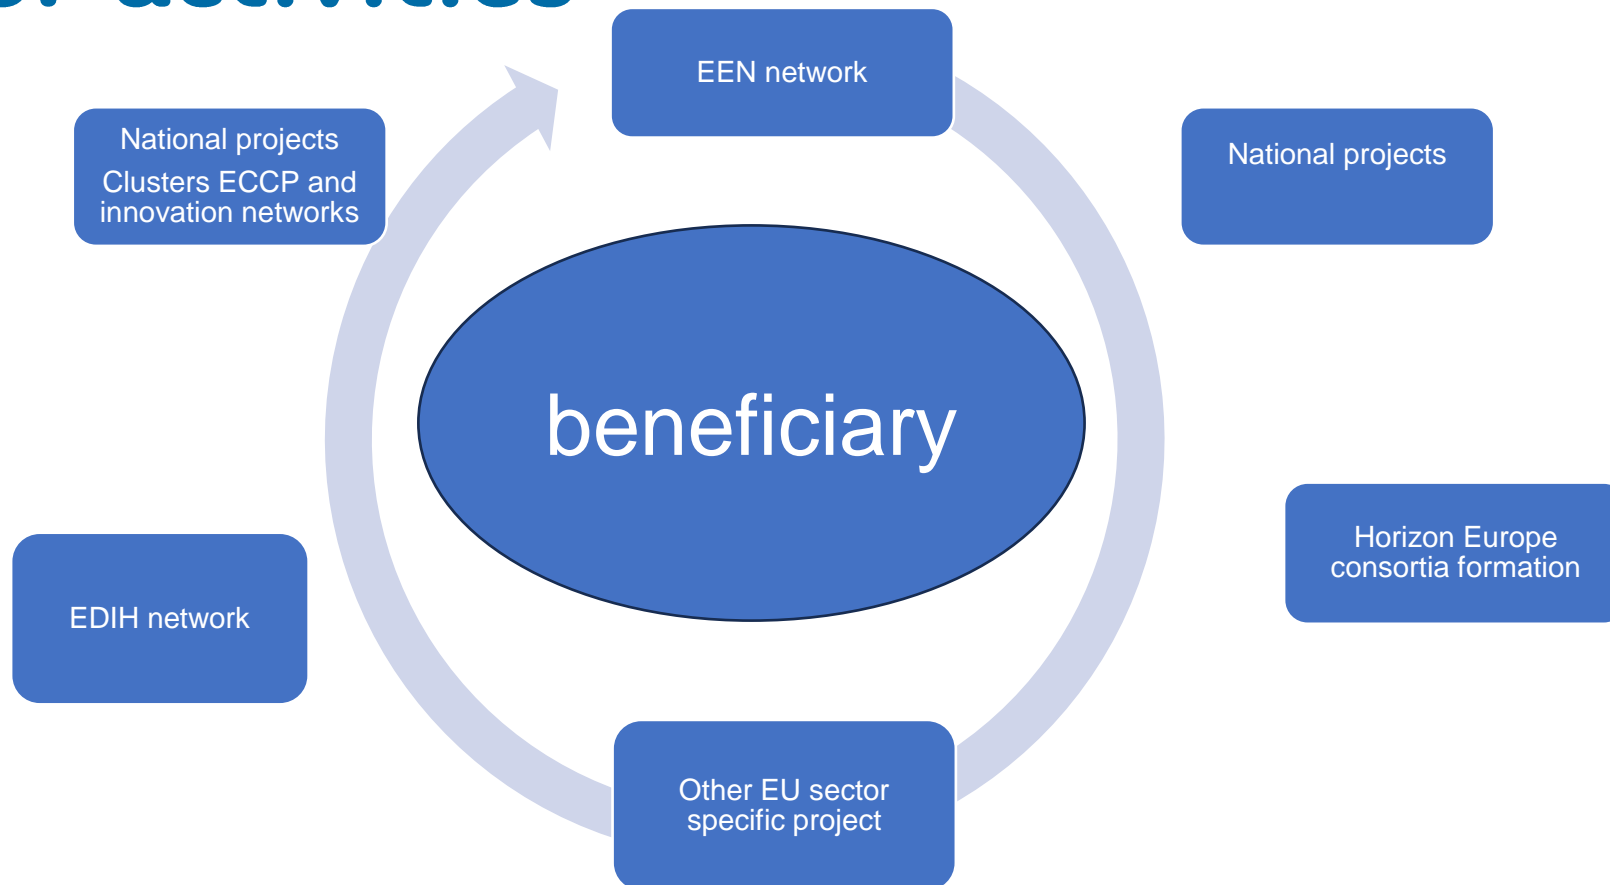 activities
EEN network
National projects
Clusters ECCP and
innovation networks
National projects
beneficiary
Horizon Europe
consortia formation
EDIH network
Other EU sector
specific project